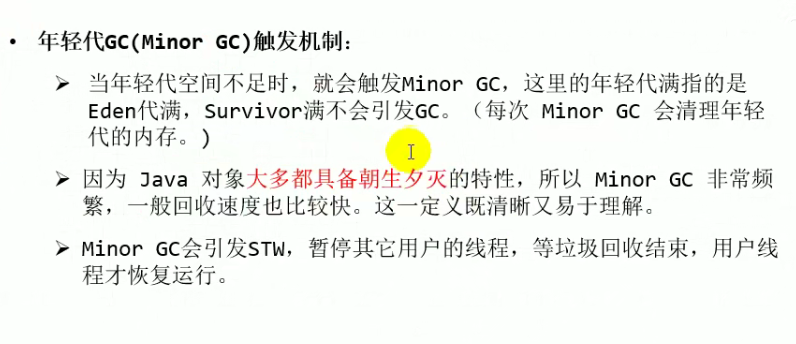 • 年轻代GC(Minor GC)触发机制：
➢ 当年轻代空间不足时，就会触发Minor GC，这里的年轻代满指的是
Eden代满，Survivor满不会引发GC。（每次 Minor GC 会清理年轻
代的内存。)
➢ 因为 Java 对象大多都具备朝生夕灭的特性，所以 Minor GC 非常频
繁，一般回收速度也比较快。这一定义既清晰又易于理解。
➢ Minor GC会引发STW，暂停其它用户的线程，等垃圾回收结束，用户线
程才恢复运行。